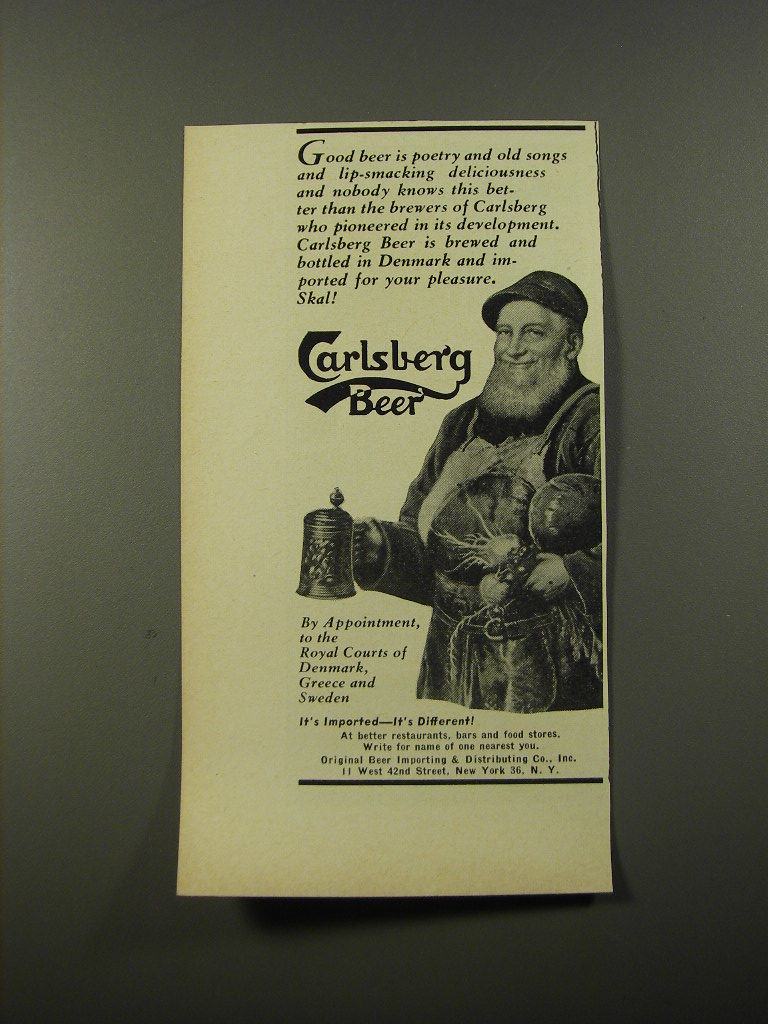 Good beer is poetry and old songs
and lip-smacking deliciousness
and nobody knows this bet-
ter than the brewers of Carlsberg
who pioneered in its development.
Carlsberg Beer is brewed and
bottled in Denmark and im-
ported for your pleasure.
Skal!
Carlsberg
Beer
By Appointment,
to the
Royal Courts of
Denmark,
Greece and
Sweden
It's Imported—It's Different!
At better restaurants, bars and food stores.
Write for name of one nearest you.
Original Beer Importing & Distributing Co., Inc.
11 West 42nd Street, New York 36, N. Y.